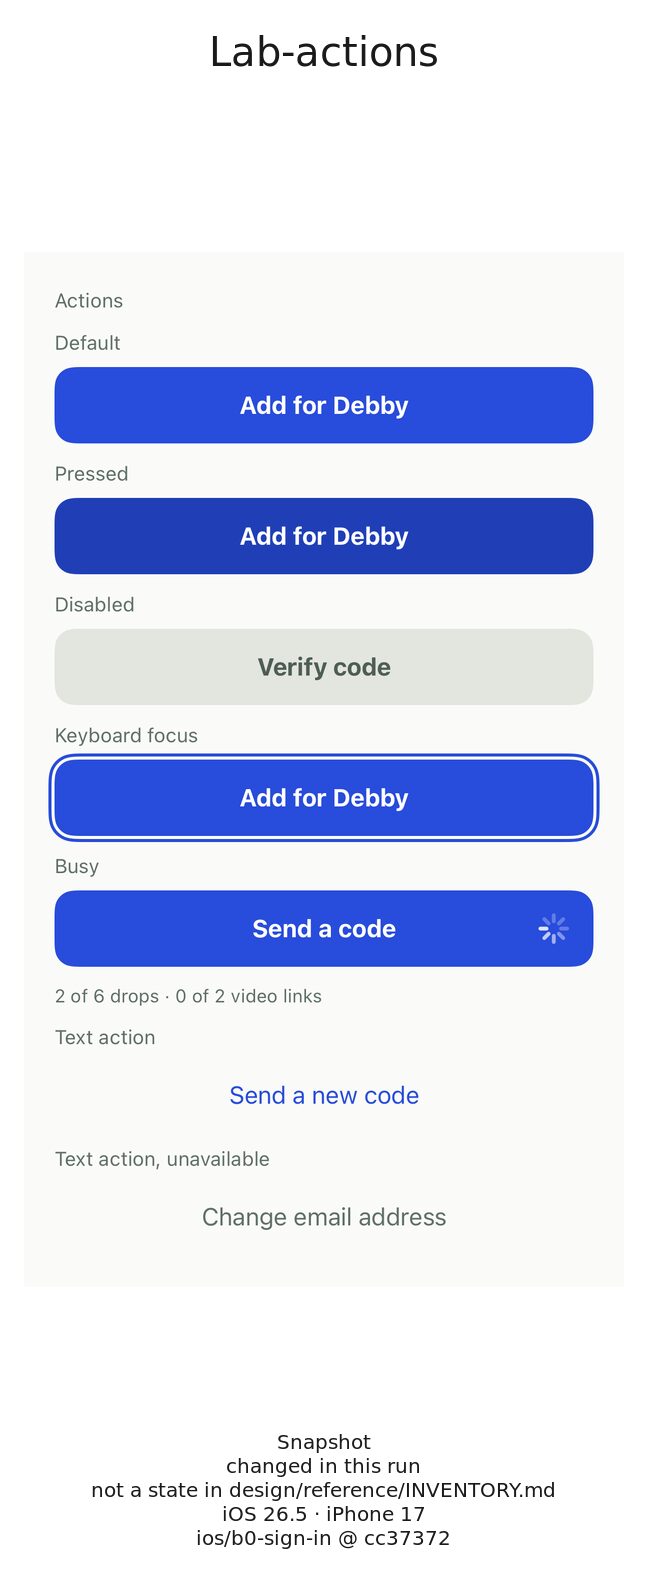 Lab-actions
Actions
Default
Add for Debby
Pressed
Add for Debby
Disabled
Verify code
Keyboard focus
Add for Debby
Busy
Send a code
2 of 6 drops · 0 of 2 video links
Text action
Send a new code
Text action, unavailable
Change email address
Snapshot
changed in this run
not a state in design/reference/INVENTORY.md
iOS 26.5 · iPhone 17
ios/b0-sign-in @ cc37372